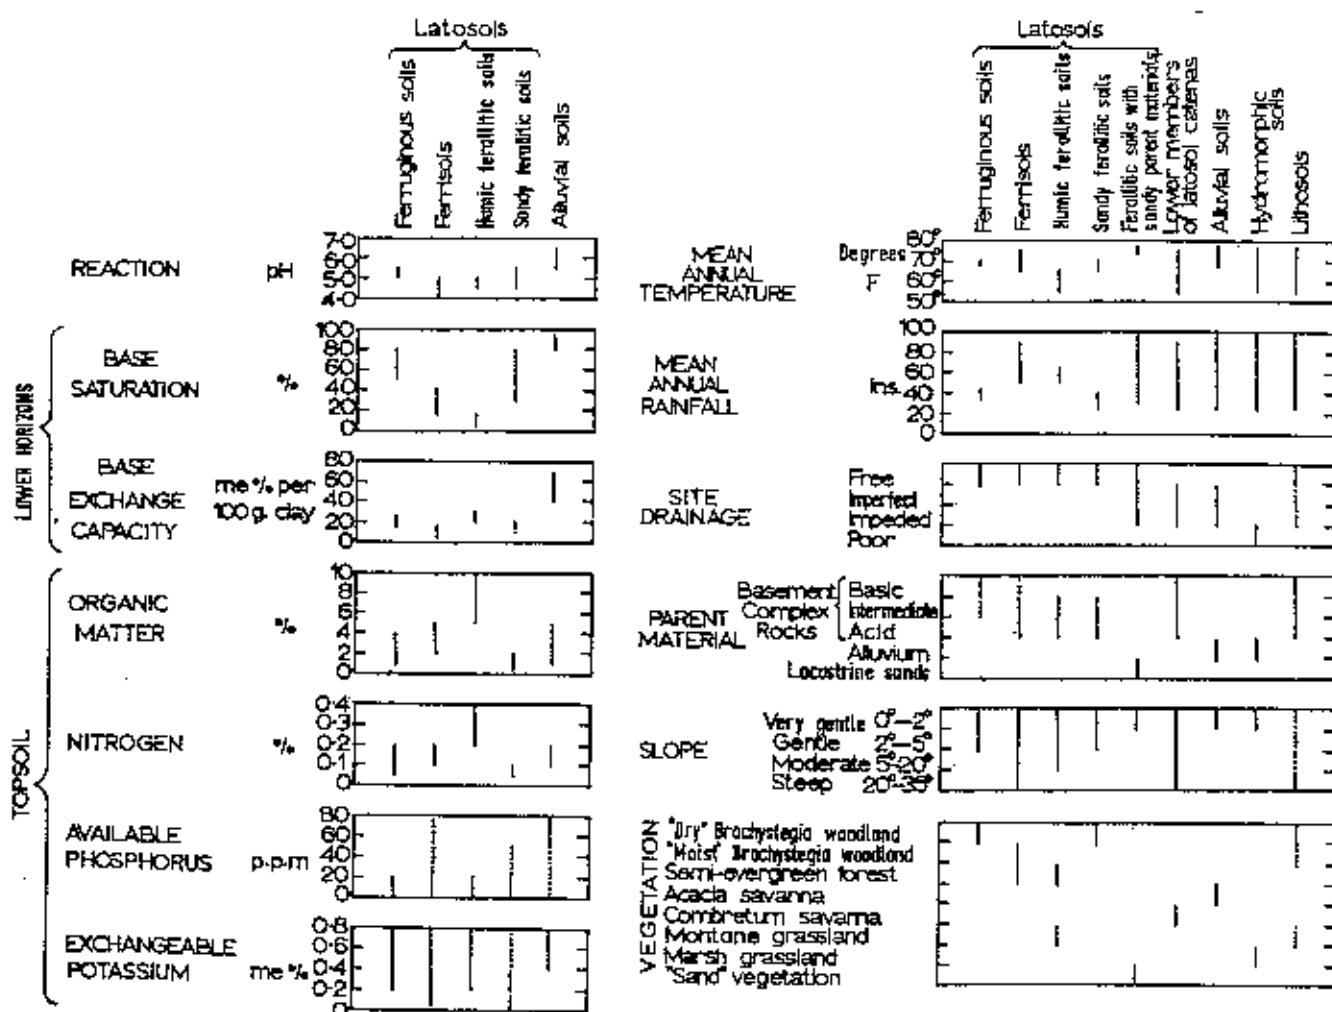 Latosols
Ferruginous soils
Ferrisols
Humic ferallitic soils
Sandy ferallitic soils
Alluvial soils
REACTION pH
7·0
6·0
5·0
4·0
LOWER HORIZONS
BASE
SATURATION %
100
80
60
40
20
0
BASE
EXCHANGE
CAPACITY
me % per
100 g. clay
80
60
40
20
0
TOPSOIL
ORGANIC
MATTER %
10
8
6
4
2
0
NITROGEN %
0·4
0·3
0·2
0·1
0
AVAILABLE
PHOSPHORUS p.p.m
80
60
40
20
0
EXCHANGEABLE
POTASSIUM me %
0·8
0·6
0·4
0·2
0
Latosols
Ferruginous soils
Ferrisols
Humic ferallitic soils
Sandy ferallitic soils
Ferallitic soils with
sandy parent materials
Lower members
of latosol catenas
Alluvial soils
Hydromorphic
soils
Lithosols
MEAN
ANNUAL
TEMPERATURE
Degrees
F
80°
70°
60°
50°
MEAN
ANNUAL
RAINFALL
ins.
100
80
60
40
20
0
SITE
DRAINAGE
Free
Imperfect
Impeded
Poor
PARENT
MATERIAL
Basement
Complex
Rocks
Basic
Intermediate
Acid
Alluvium
Lacostrine sands
SLOPE
Very gentle 0°—2°
Gentle 2°—5°
Moderate 5°—20°
Steep 20°—35°
VEGETATION
"Dry" Brachystegia woodland
"Moist" Brachystegia woodland
Semi-evergreen forest
Acacia savanna
Combretum savanna
Montane grassland
Marsh grassland
"Sand" vegetation